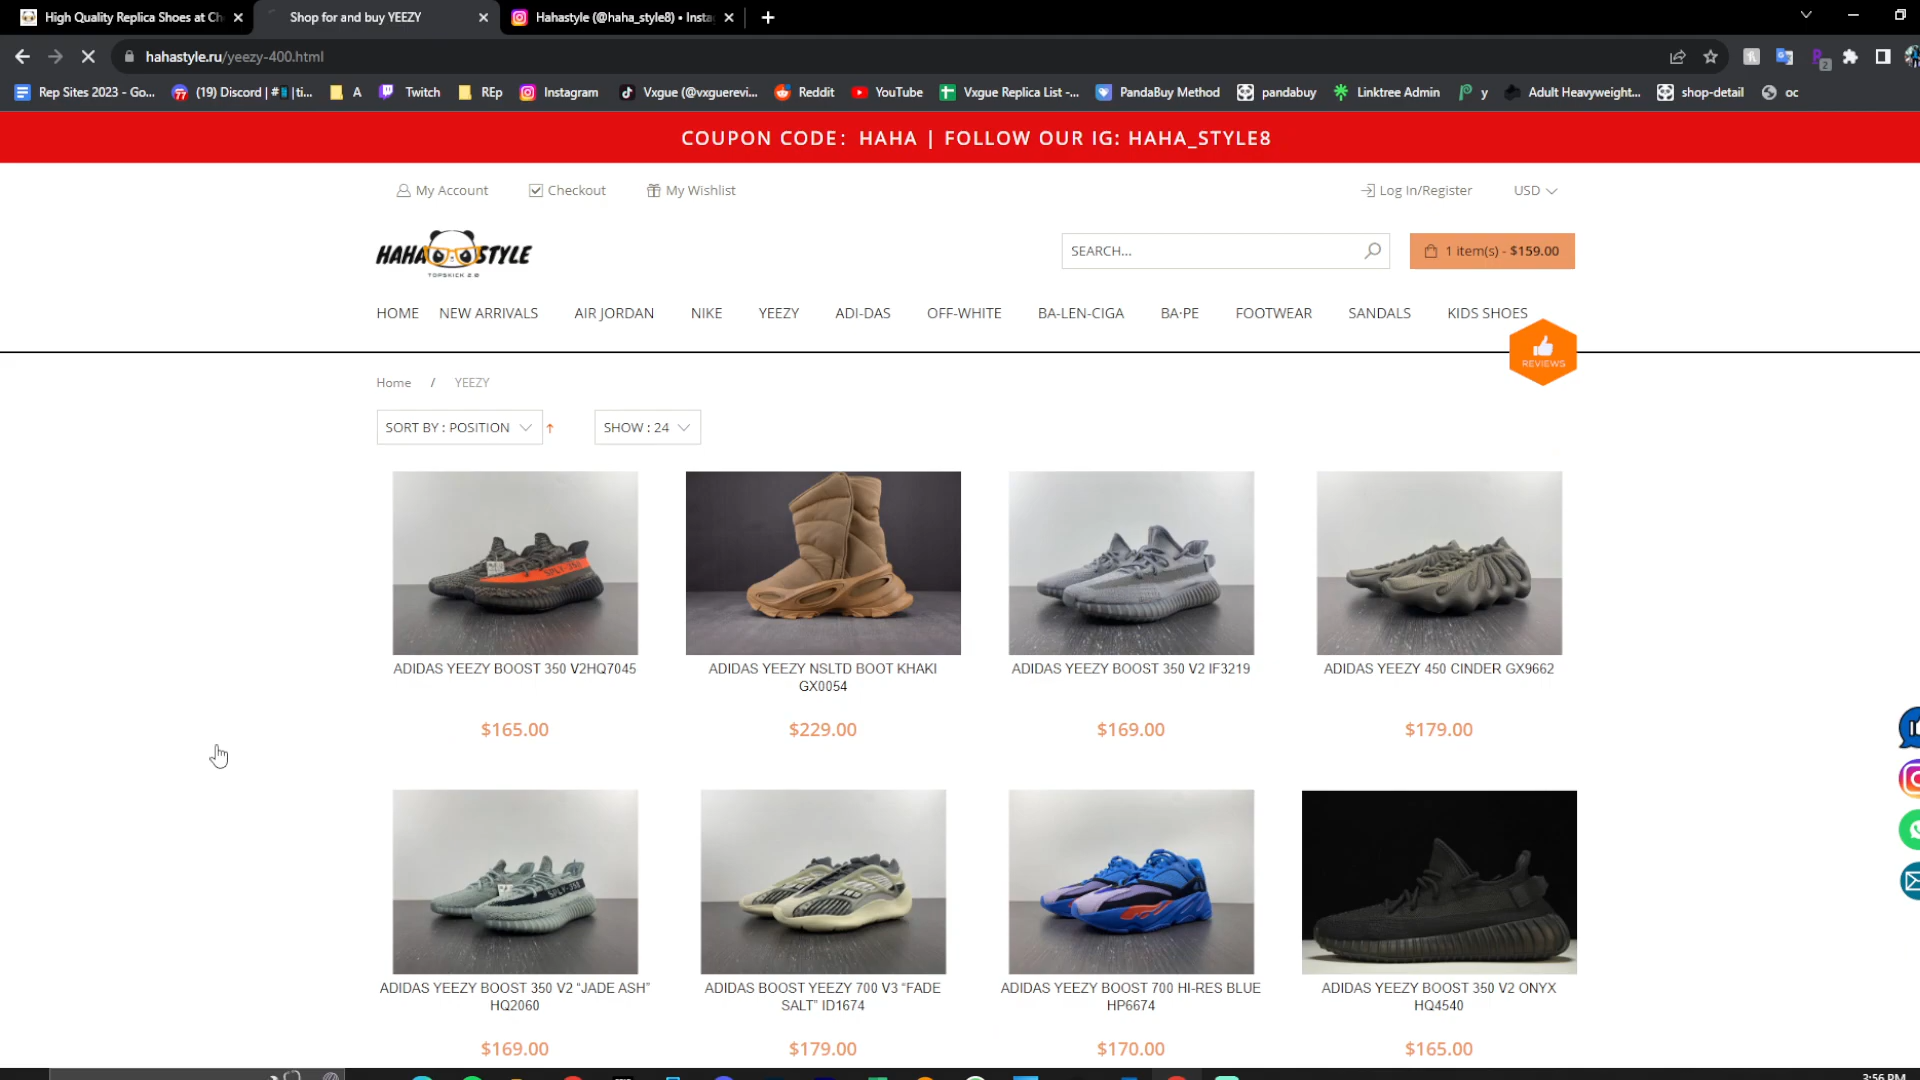 High Quality Replica Shoes at Ch
Shop for and buy YEEZY
Hahastyle (@haha_style8) • Insta
hahastyle.ru/yeezy-400.html
Rep Sites 2023 - Go...
(19) Discord | #
A
Twitch
REp
Instagram
Vxgue (@vxguerevi...
Reddit
YouTube
Vxgue Replica List -...
PandaBuy Method
pandabuy
Linktree Admin
y
Adult Heavyweight...
shop-detail
oc
COUPON CODE: HAHA | FOLLOW OUR IG: HAHA_STYLE8
My Account
Checkout
My Wishlist
Log In/Register
USD
HAHA STYLE
TOPSKICK 2.0
SEARCH...
1 item(s) - $159.00
HOME
NEW ARRIVALS
AIR JORDAN
NIKE
YEEZY
ADI-DAS
OFF-WHITE
BA-LEN-CIGA
BA·PE
FOOTWEAR
SANDALS
KIDS SHOES
REVIEWS
Home / YEEZY
SORT BY : POSITION
SHOW : 24
ADIDAS YEEZY BOOST 350 V2HQ7045
$165.00
ADIDAS YEEZY NSLTD BOOT KHAKI
GX0054
$229.00
ADIDAS YEEZY BOOST 350 V2 IF3219
$169.00
ADIDAS YEEZY 450 CINDER GX9662
$179.00
ADIDAS YEEZY BOOST 350 V2 “JADE ASH”
HQ2060
$169.00
ADIDAS BOOST YEEZY 700 V3 “FADE
SALT” ID1674
$179.00
ADIDAS YEEZY BOOST 700 HI-RES BLUE
HP6674
$170.00
ADIDAS YEEZY BOOST 350 V2 ONYX
HQ4540
$165.00
3:56 PM